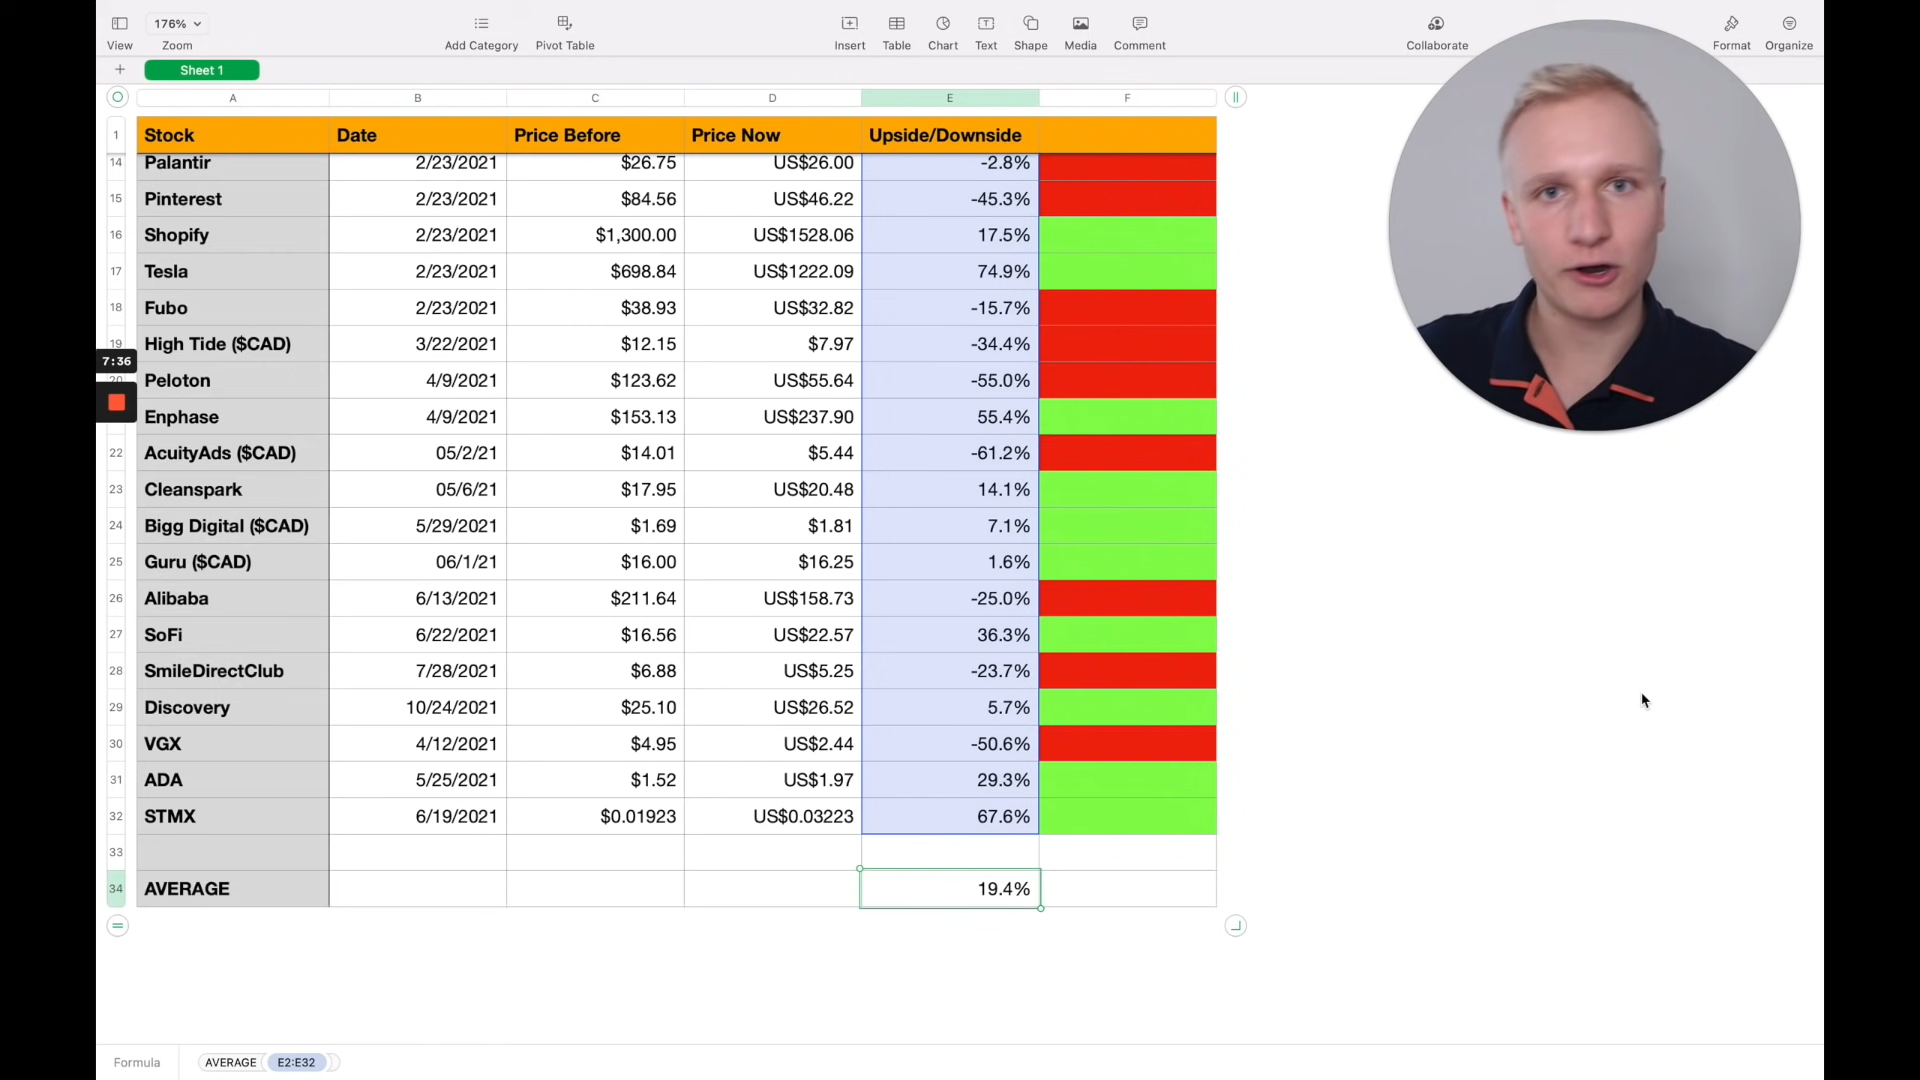 176%
View Zoom Add Category Pivot Table Insert Table Chart Text Shape Media Comment Collaborate Format Organize
Sheet 1
A B C D E F
1 Stock Date Price Before Price Now Upside/Downside
14 Palantir 2/23/2021 $26.75 US$26.00 -2.8%
15 Pinterest 2/23/2021 $84.56 US$46.22 -45.3%
16 Shopify 2/23/2021 $1,300.00 US$1528.06 17.5%
17 Tesla 2/23/2021 $698.84 US$1222.09 74.9%
18 Fubo 2/23/2021 $38.93 US$32.82 -15.7%
19 High Tide ($CAD) 3/22/2021 $12.15 $7.97 -34.4%
7:36
20 Peloton 4/9/2021 $123.62 US$55.64 -55.0%
Enphase 4/9/2021 $153.13 US$237.90 55.4%
22 AcuityAds ($CAD) 05/2/21 $14.01 $5.44 -61.2%
23 Cleanspark 05/6/21 $17.95 US$20.48 14.1%
24 Bigg Digital ($CAD) 5/29/2021 $1.69 $1.81 7.1%
25 Guru ($CAD) 06/1/21 $16.00 $16.25 1.6%
26 Alibaba 6/13/2021 $211.64 US$158.73 -25.0%
27 SoFi 6/22/2021 $16.56 US$22.57 36.3%
28 SmileDirectClub 7/28/2021 $6.88 US$5.25 -23.7%
29 Discovery 10/24/2021 $25.10 US$26.52 5.7%
30 VGX 4/12/2021 $4.95 US$2.44 -50.6%
31 ADA 5/25/2021 $1.52 US$1.97 29.3%
32 STMX 6/19/2021 $0.01923 US$0.03223 67.6%
33
34 AVERAGE 19.4%
Formula AVERAGE E2:E32